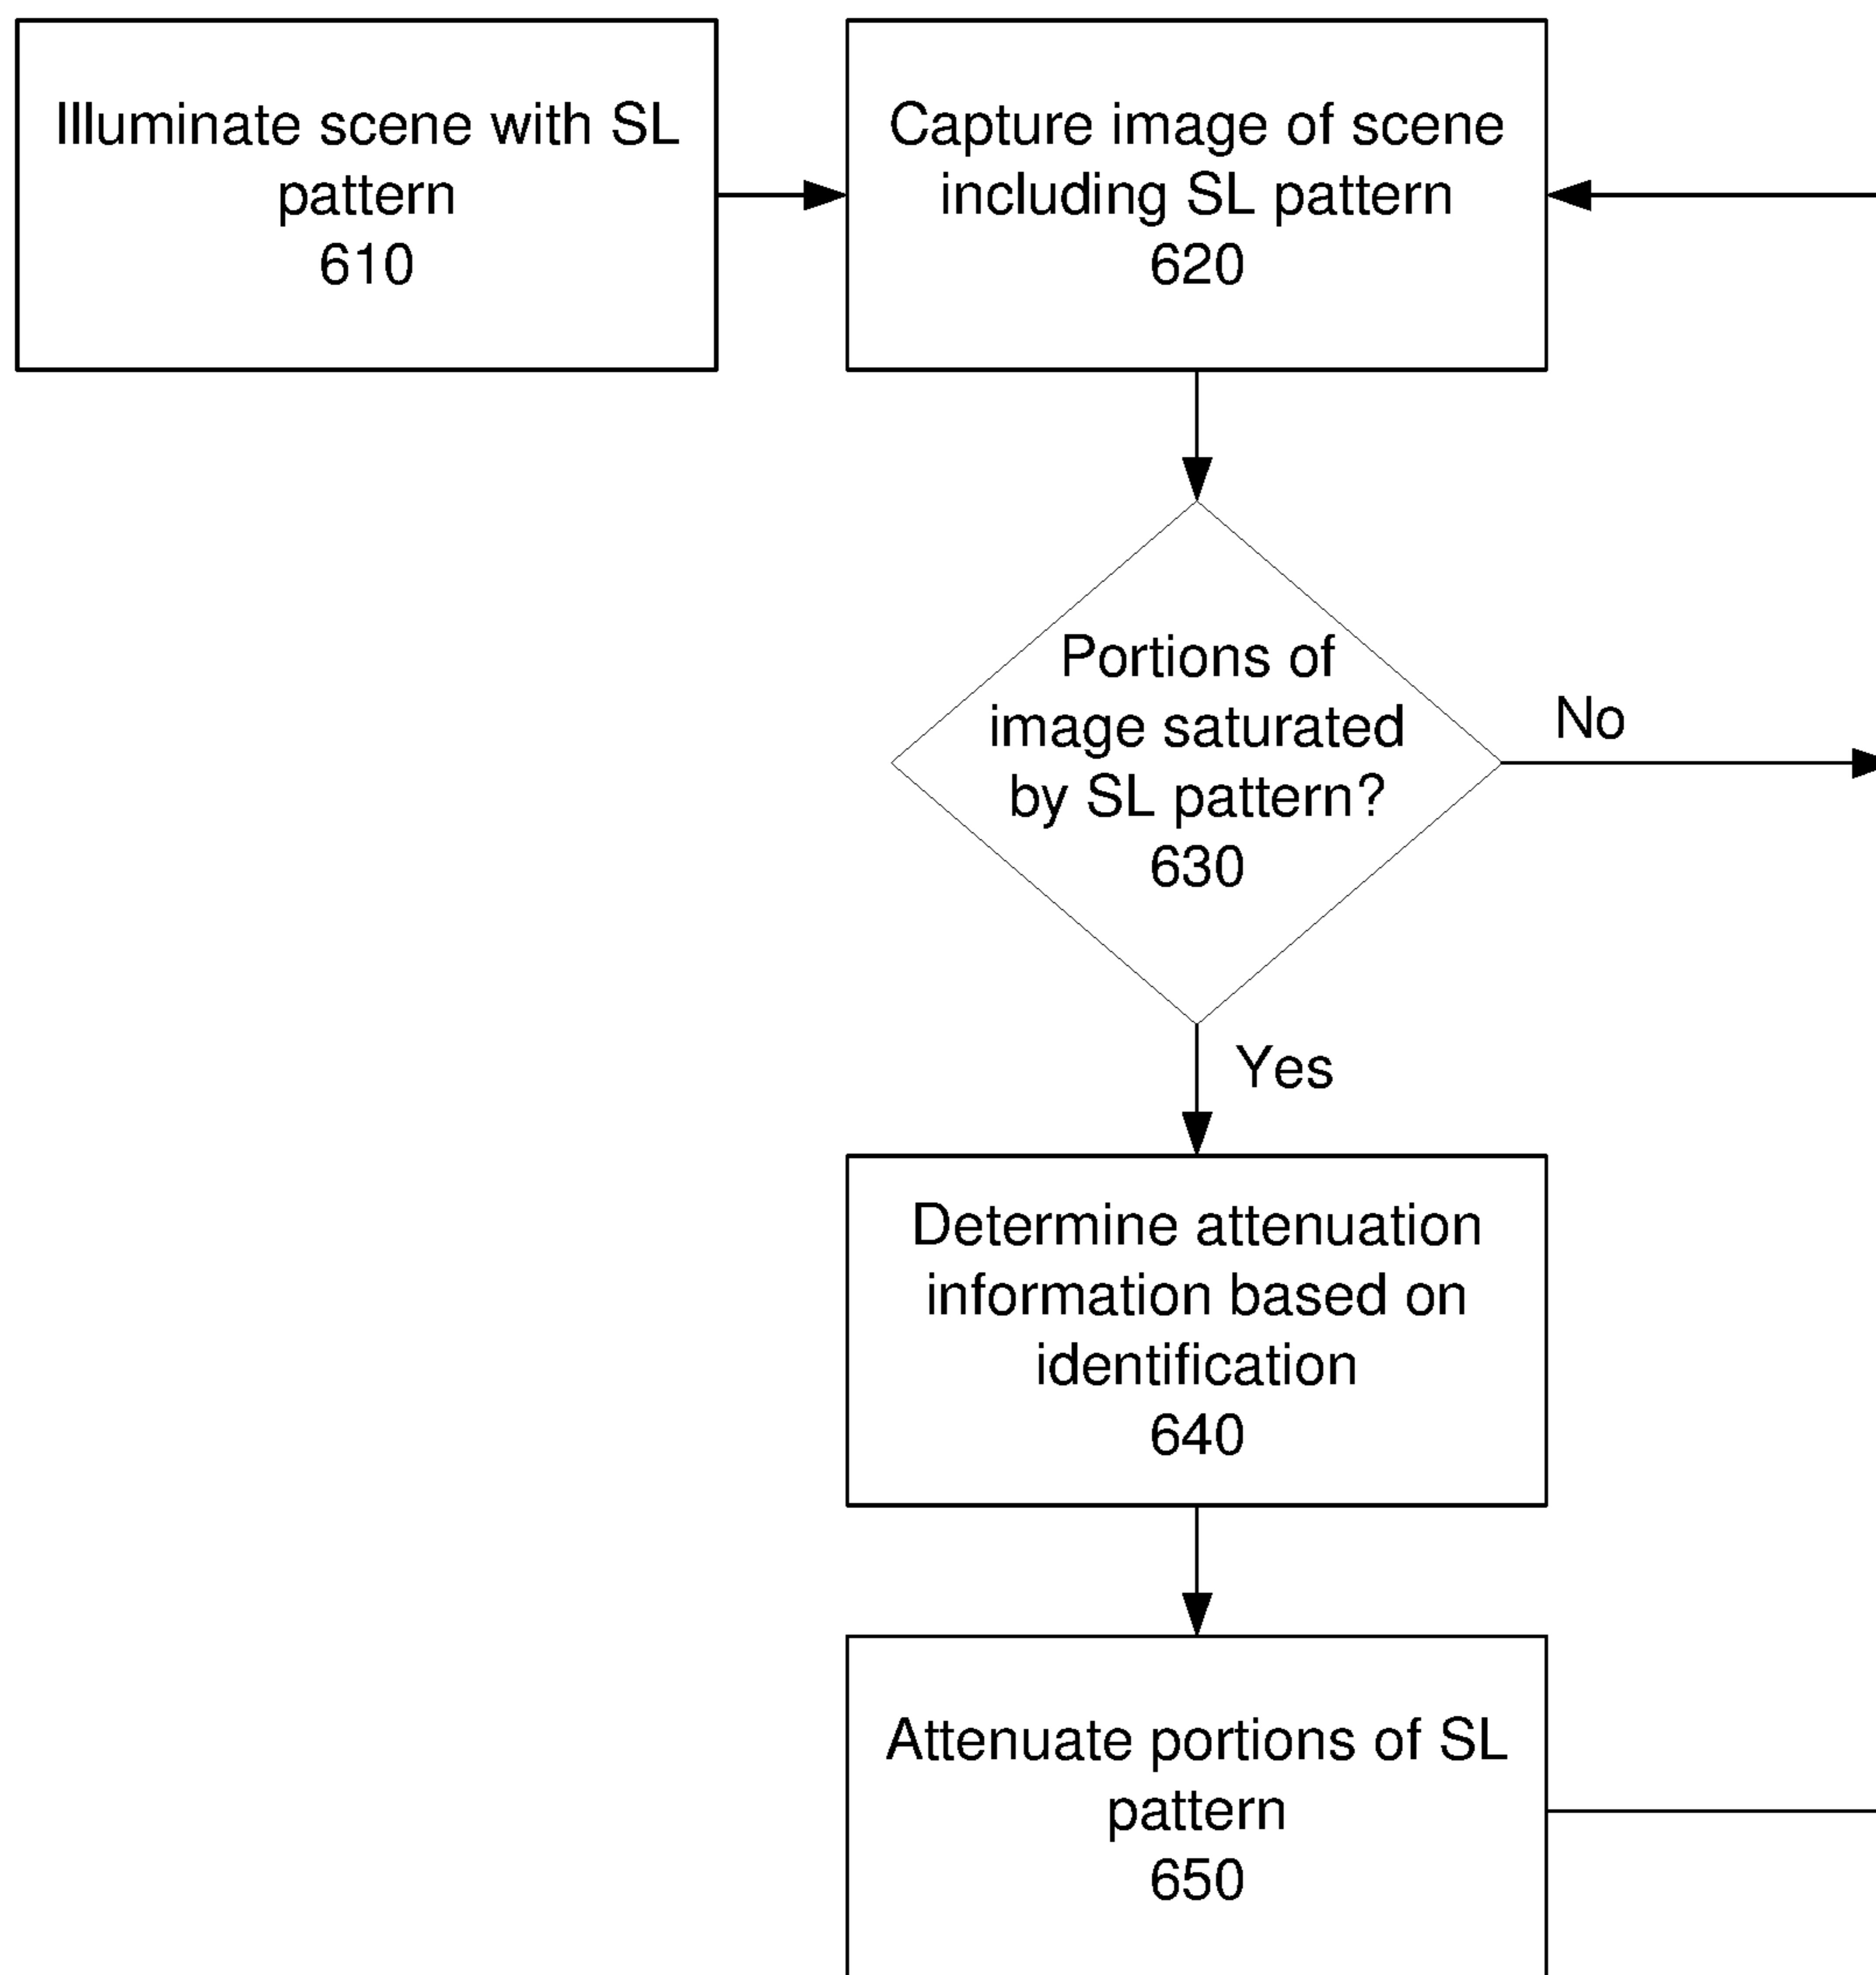 Illuminate scene with SL
pattern
610
Capture image of scene
including SL pattern
620
Portions of
image saturated
by SL pattern?
630
No
Yes
Determine attenuation
information based on
identification
640
Attenuate portions of SL
pattern
650